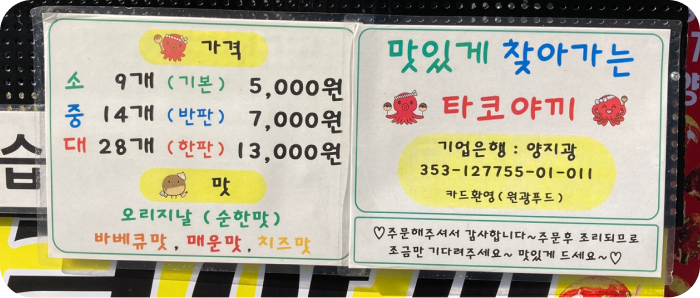 가격
소 9개 (기본) 5,000원
중 14개 (반판) 7,000원
대 28개 (한판) 13,000원
맛
오리지날 (순한맛)
바베큐맛, 매운맛, 치즈맛
맛있게 찾아가는
타코야끼
기업은행 : 양지광
353-127755-01-011
카드환영(원광푸드)
♡주문해주셔서 감사합니다~주문후 조리되므로
조금만 기다려주세요~ 맛있게 드세요~♡
습